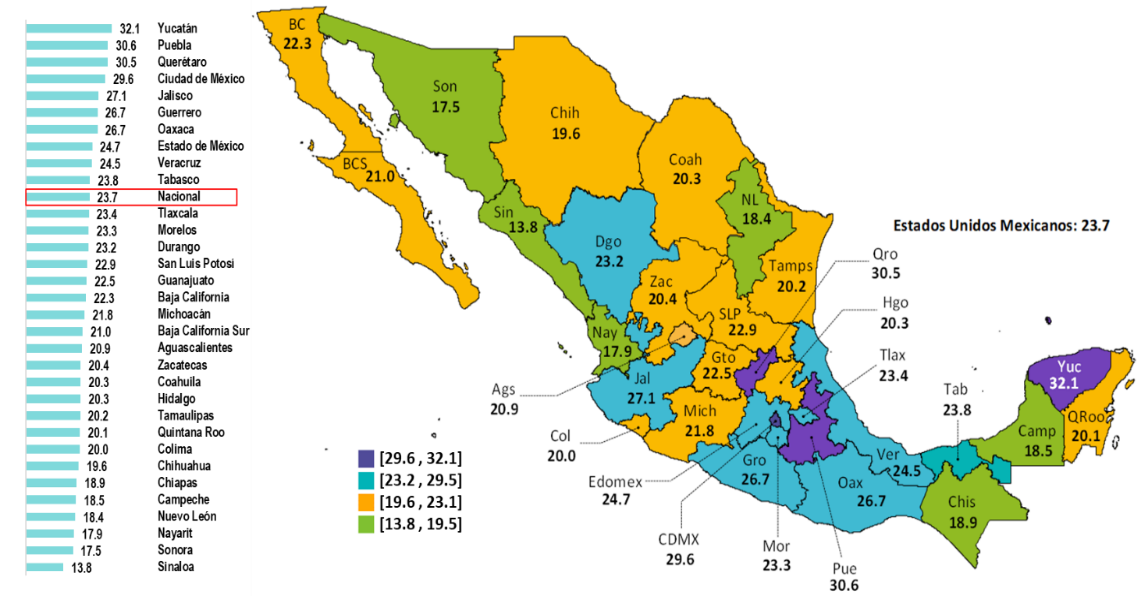 32.1 Yucatán
30.6 Puebla
30.5 Querétaro
29.6 Ciudad de México
27.1 Jalisco
26.7 Guerrero
26.7 Oaxaca
24.7 Estado de México
24.5 Veracruz
23.8 Tabasco
23.7 Nacional
23.4 Tlaxcala
23.3 Morelos
23.2 Durango
22.9 San Luis Potosí
22.5 Guanajuato
22.3 Baja California
21.8 Michoacán
21.0 Baja California Sur
20.9 Aguascalientes
20.4 Zacatecas
20.3 Coahuila
20.3 Hidalgo
20.2 Tamaulipas
20.1 Quintana Roo
20.0 Colima
19.6 Chihuahua
18.9 Chiapas
18.5 Campeche
18.4 Nuevo León
17.9 Nayarit
17.5 Sonora
13.8 Sinaloa
BC
22.3
Son
17.5
Chih
19.6
BCS
21.0
Coah
20.3
NL
18.4
Sin
13.8
Dgo
23.2
Estados Unidos Mexicanos: 23.7
Tamps
20.2
Qro
30.5
Zac
20.4
Hgo
20.3
SLP
22.9
Nay
17.9
Gto
22.5
Tlax
23.4
Yuc
32.1
Jal
27.1
Ags
20.9
Tab
23.8
Mich
21.8
QRoo
20.1
Camp
18.5
Col
20.0
Ver
24.5
Gro
26.7
Edomex
24.7
Oax
26.7
Chis
18.9
CDMX
29.6
Mor
23.3
Pue
30.6
[29.6 , 32.1]
[23.2 , 29.5]
[19.6 , 23.1]
[13.8 , 19.5]